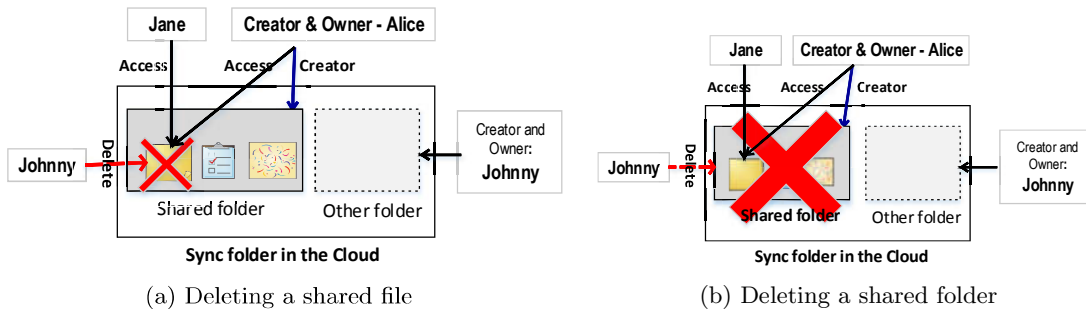 Jane
Creator & Owner - Alice
Access
Access
Creator
Delete
Johnny
Creator and
Owner:
Johnny
Shared folder
Other folder
Sync folder in the Cloud
(a) Deleting a shared file
Jane
Creator & Owner - Alice
Access
Access
Creator
Delete
Johnny
Creator and
Owner:
Johnny
Shared folder
Other folder
Sync folder in the Cloud
(b) Deleting a shared folder